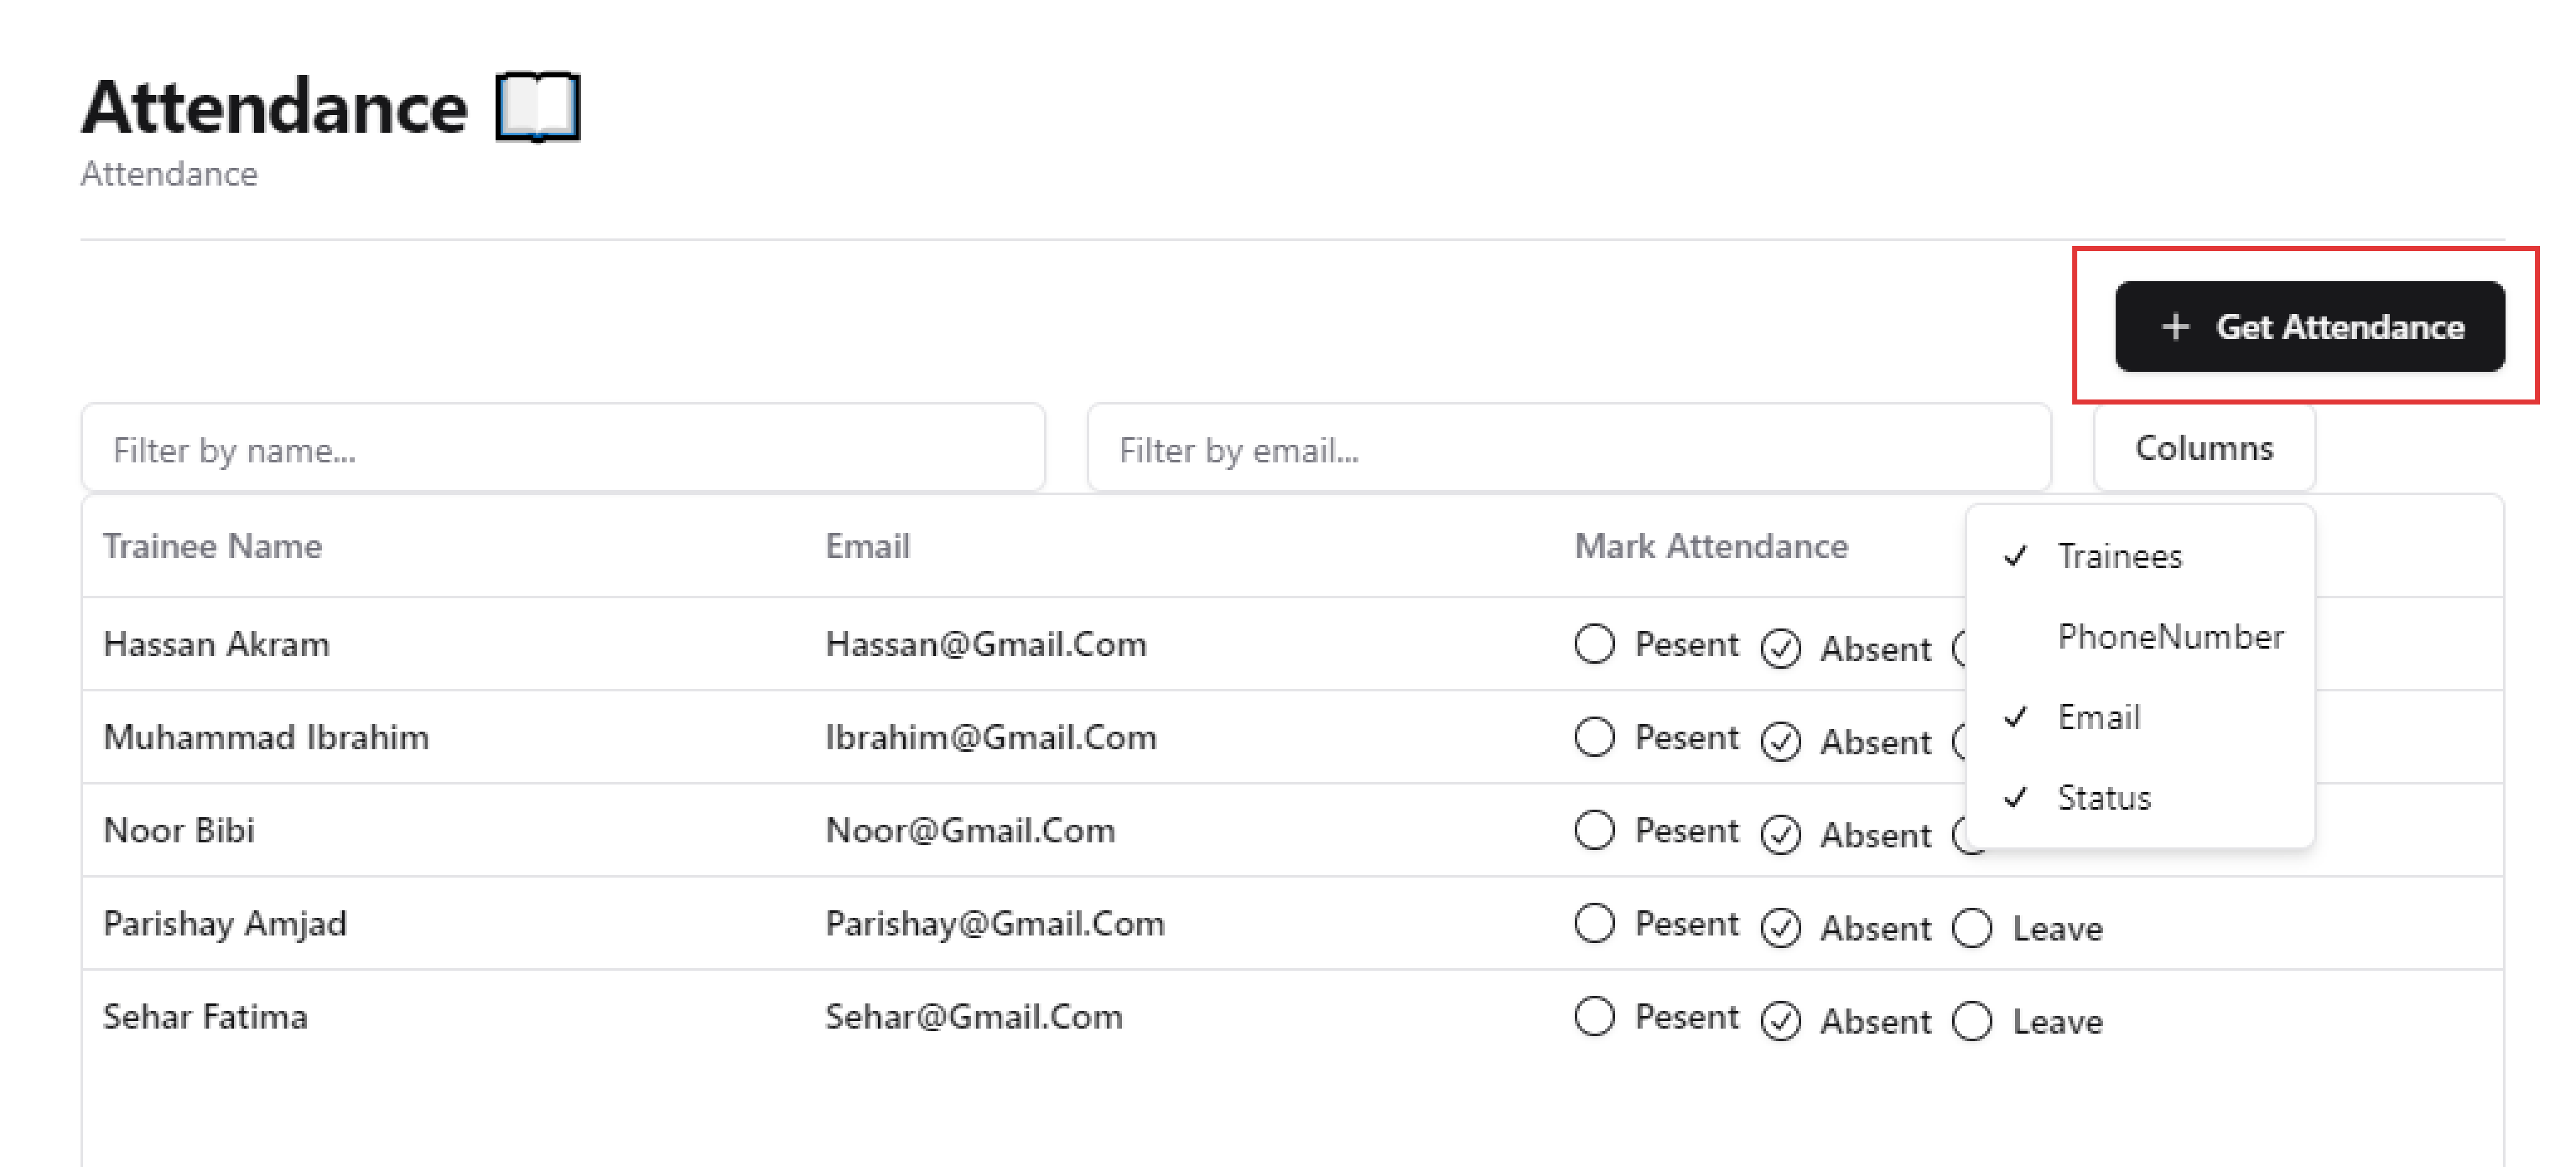 Attendance
Attendance
+ Get Attendance
Filter by name... Filter by email... Columns
Trainee Name Email Mark Attendance
Trainees
PhoneNumber
Email
Status
Hassan Akram Hassan@Gmail.Com Pesent Absent
Muhammad Ibrahim Ibrahim@Gmail.Com Pesent Absent
Noor Bibi Noor@Gmail.Com Pesent Absent
Parishay Amjad Parishay@Gmail.Com Pesent Absent Leave
Sehar Fatima Sehar@Gmail.Com Pesent Absent Leave